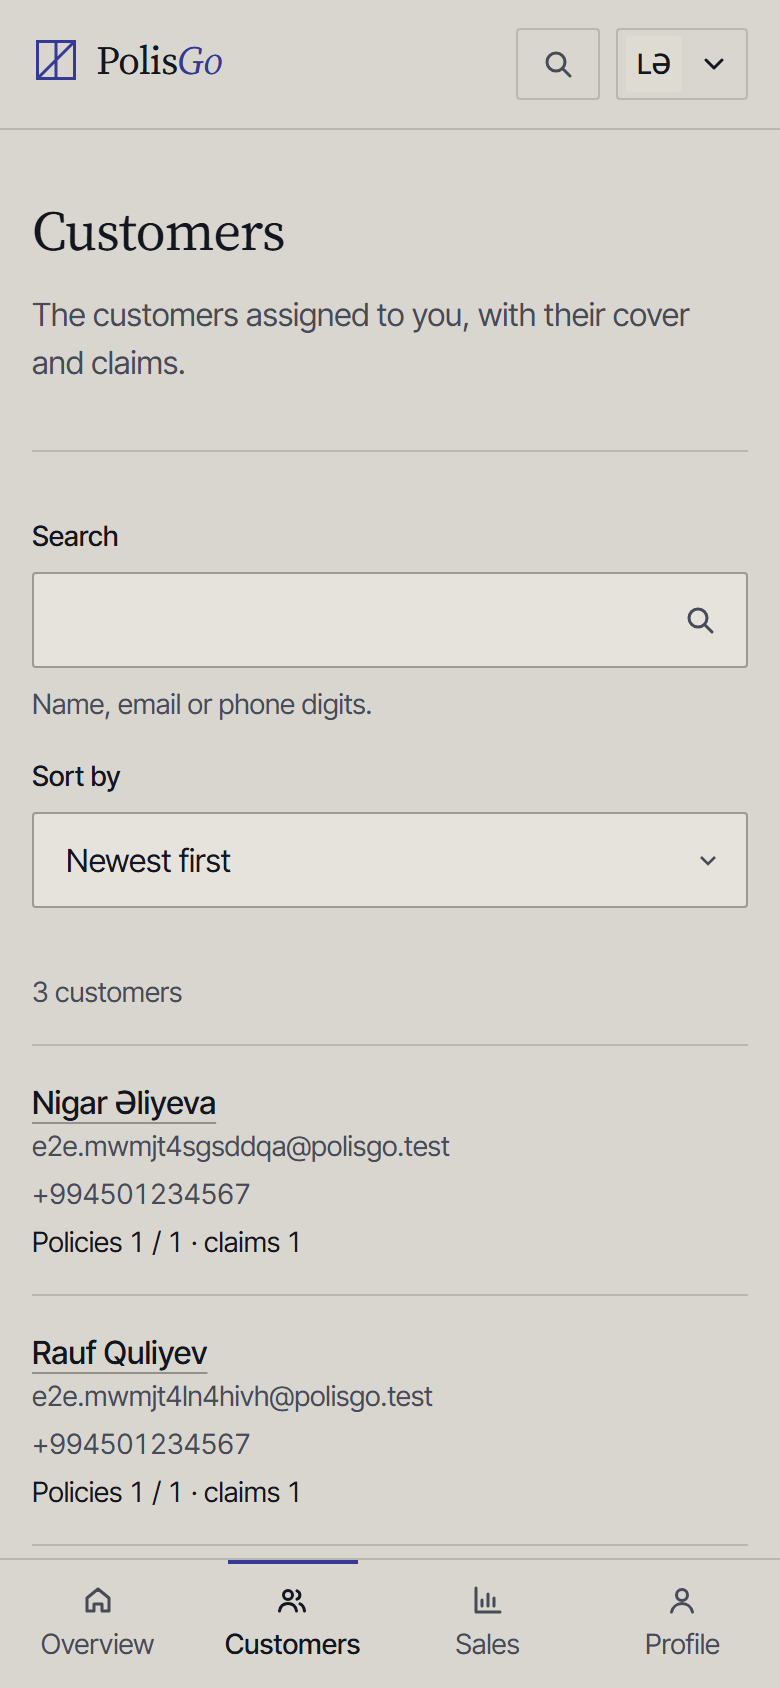 PolisGo
LƏ
Customers
The customers assigned to you, with their cover
and claims.
Search
Name, email or phone digits.
Sort by
Newest first
3 customers
Nigar Əliyeva
e2e.mwmjt4sgsddqa@polisgo.test
+994501234567
Policies 1 / 1 · claims 1
Rauf Quliyev
e2e.mwmjt4ln4hivh@polisgo.test
+994501234567
Policies 1 / 1 · claims 1
Overview
Customers
Sales
Profile